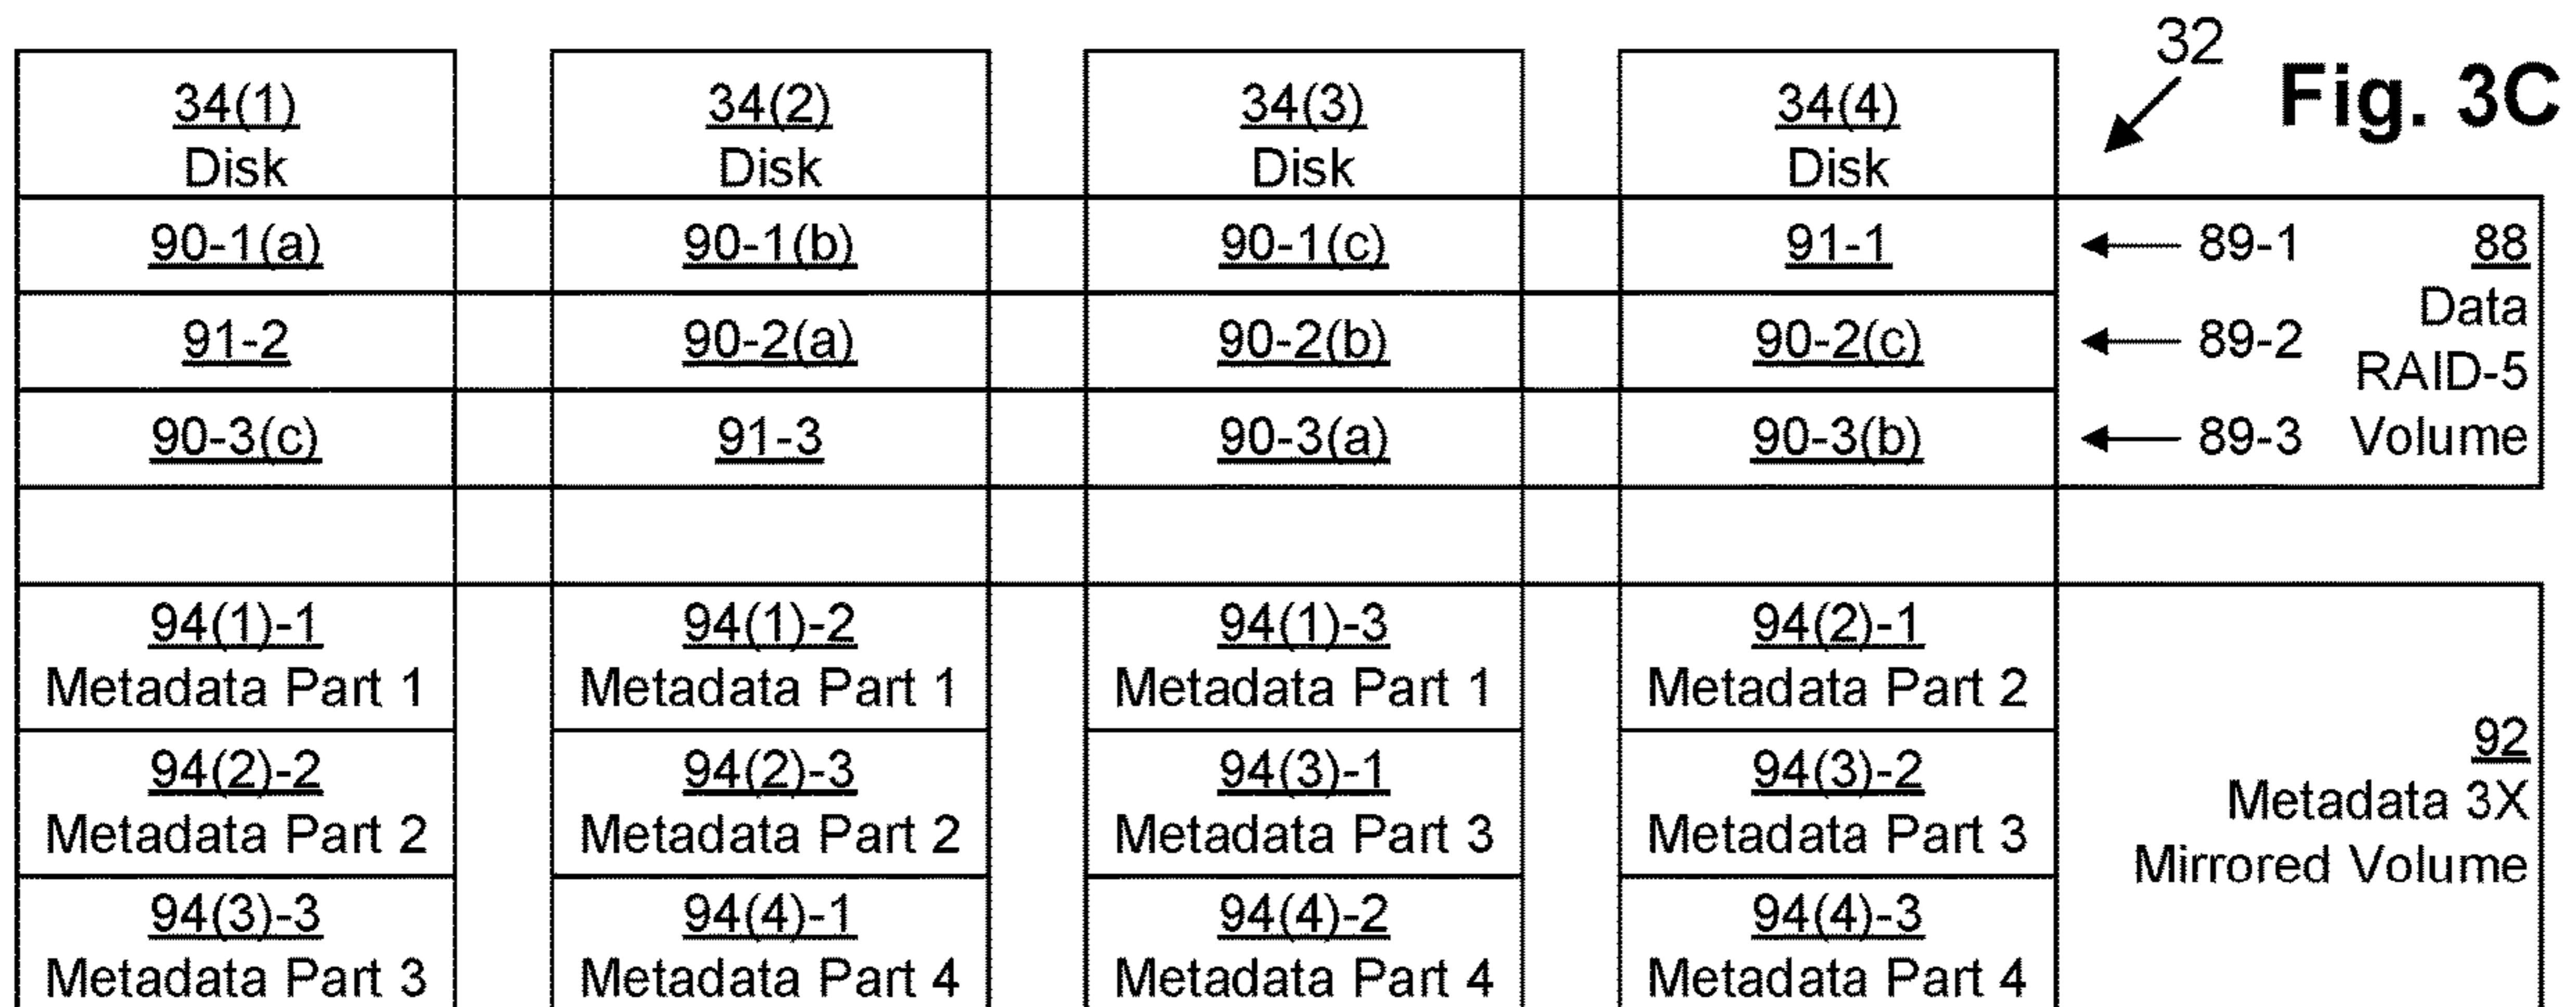 32
Fig. 3C
34(1) 34(2) 34(3) 34(4)
Disk Disk Disk Disk
90-1(a) 90-1(b) 90-1(c) 91-1 89-1 88
Data
91-2 90-2(a) 90-2(b) 90-2(c) 89-2
RAID-5
90-3(c) 91-3 90-3(a) 90-3(b) 89-3 Volume
94(1)-1 94(1)-2 94(1)-3 94(2)-1
Metadata Part 1 Metadata Part 1 Metadata Part 1 Metadata Part 2
94(2)-2 94(2)-3 94(3)-1 94(3)-2 92
Metadata 3X
Metadata Part 2 Metadata Part 2 Metadata Part 3 Metadata Part 3
Mirrored Volume
94(3)-3 94(4)-1 94(4)-2 94(4)-3
Metadata Part 3 Metadata Part 4 Metadata Part 4 Metadata Part 4